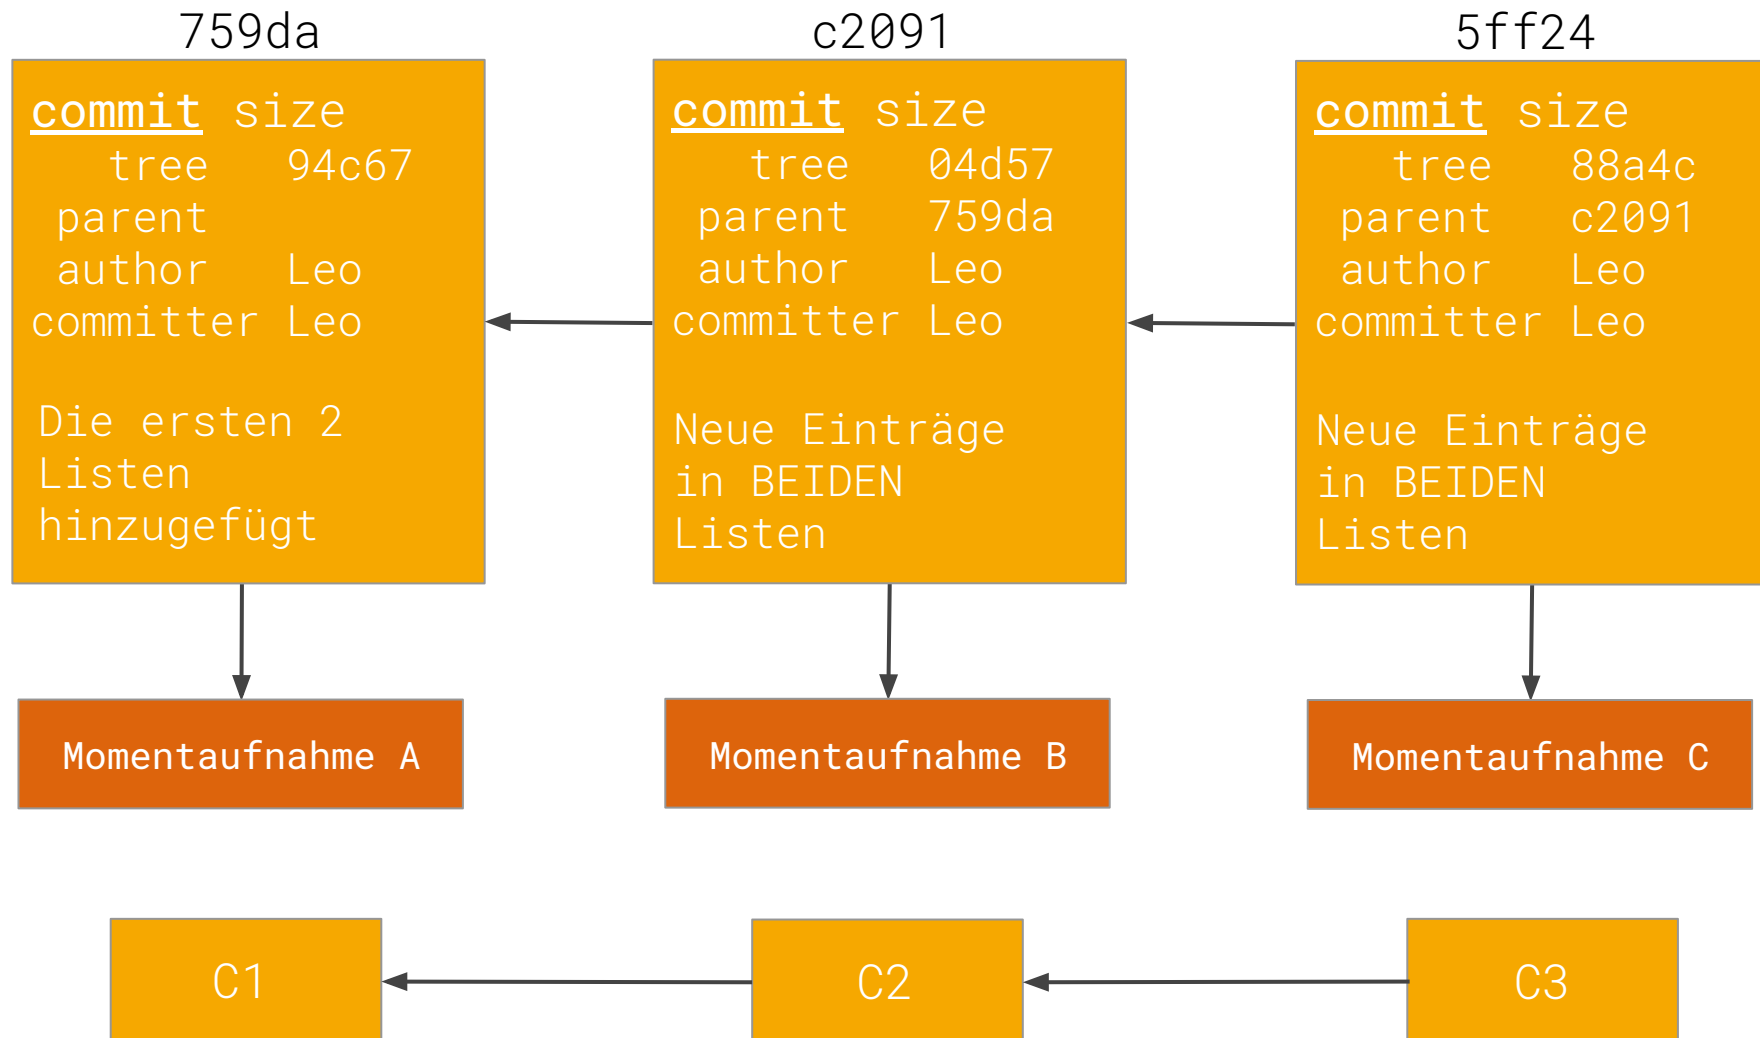 759da
commit size
tree 94c67
parent
author Leo
committer Leo
Die ersten 2
Listen
hinzugefügt
Momentaufnahme A
c2091
commit size
tree 04d57
parent 759da
author Leo
committer Leo
Neue Einträge
in BEIDEN
Listen
Momentaufnahme B
5ff24
commit size
tree 88a4c
parent c2091
author Leo
committer Leo
Neue Einträge
in BEIDEN
Listen
Momentaufnahme C
C1
C2
C3